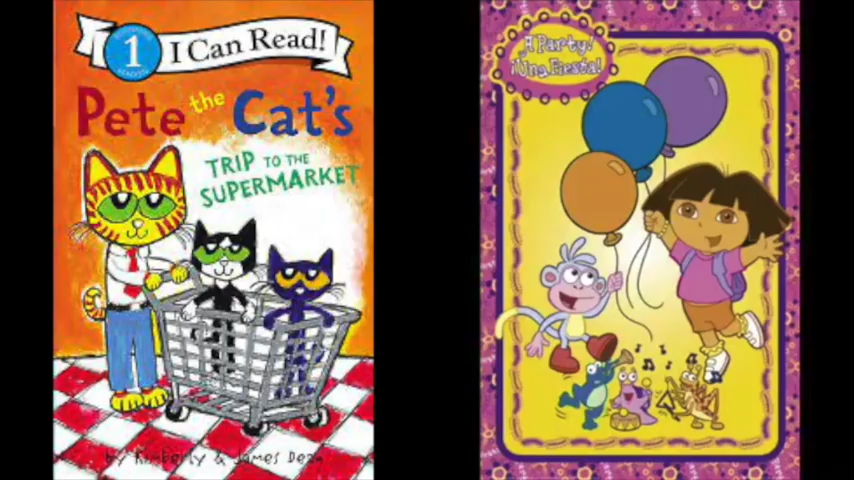 1
I Can Read!
Pete the Cat's
TRIP TO THE
SUPERMARKET
by Kimberly & James Dean
A Party!
¡Una Fiesta!